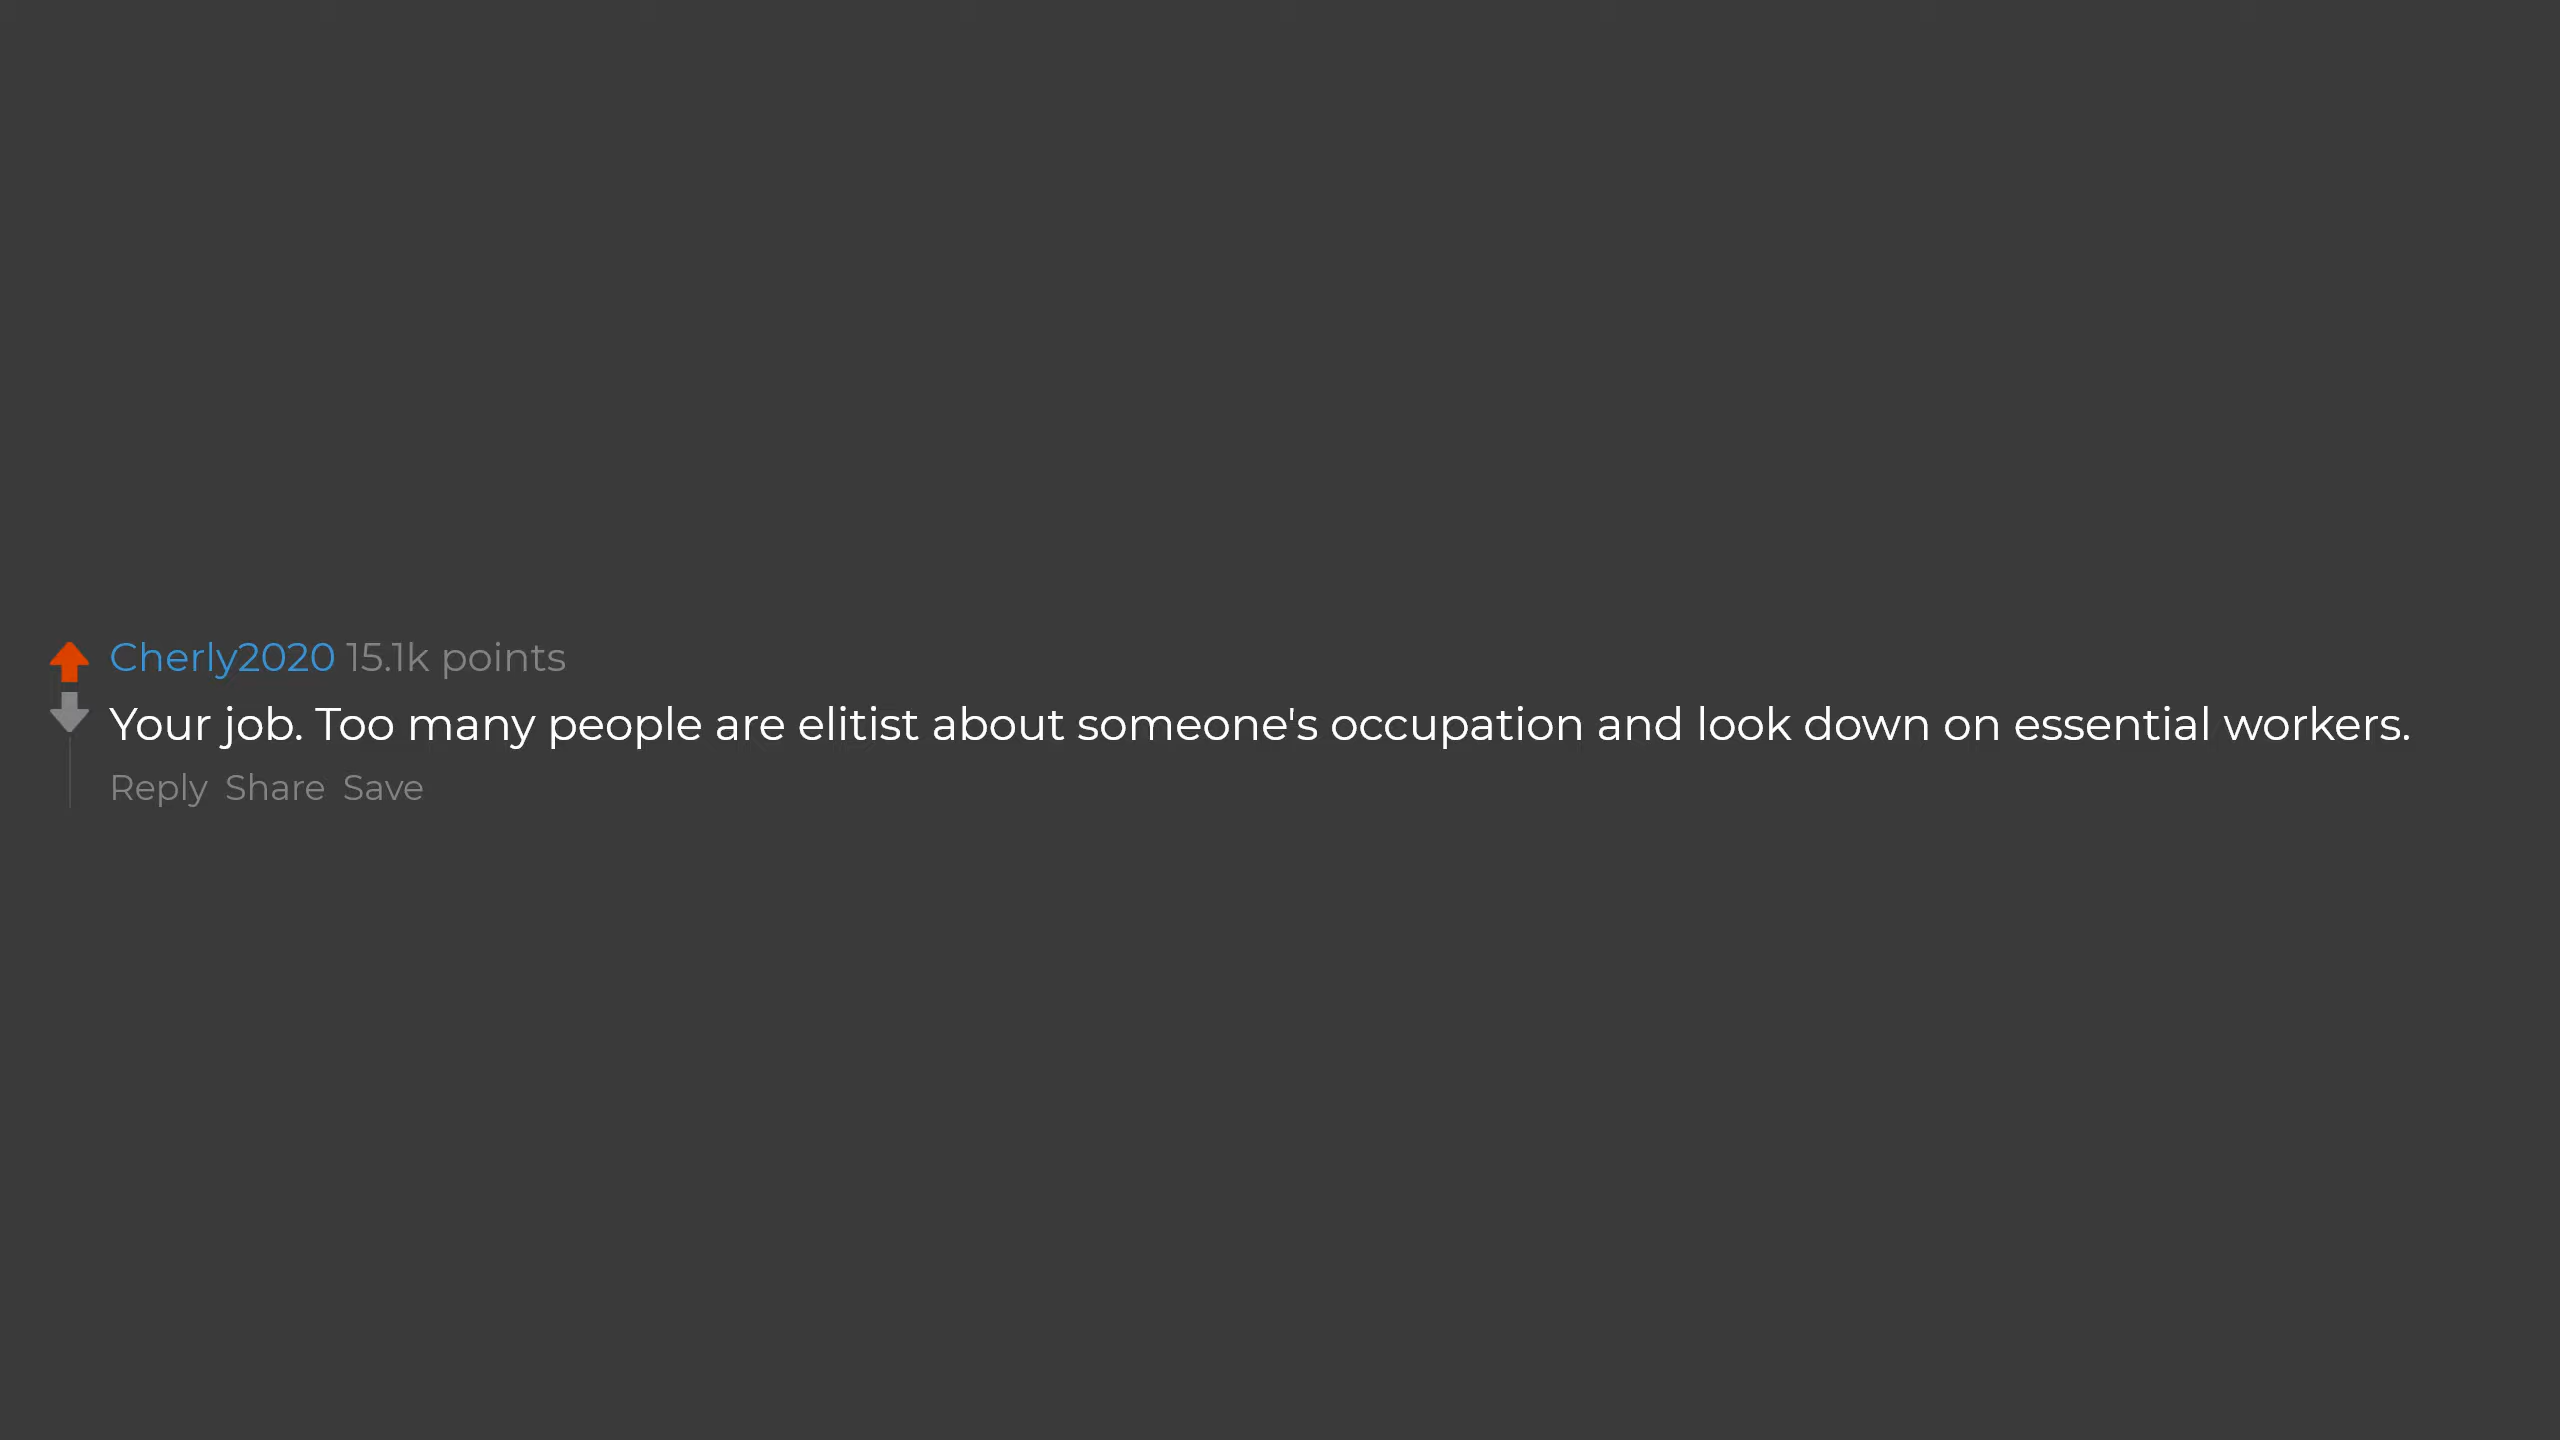 Cherly2020 15.1k points
Your job. Too many people are elitist about someone's occupation and look down on essential workers.
Reply Share Save